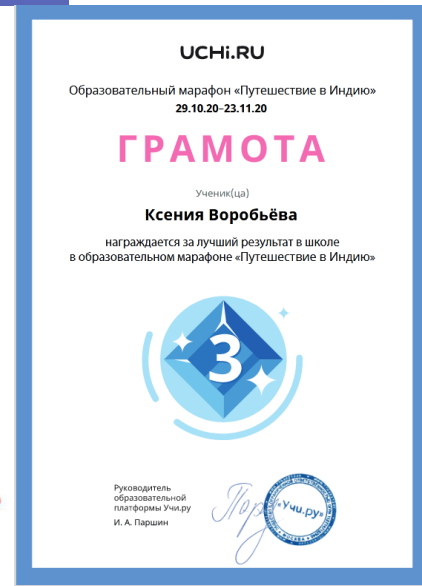 UCHi.RU
Образовательный марафон «Путешествие в Индию»
29.10.20–23.11.20
ГРАМОТА
Ученик(ца)
Ксения Воробьёва
награждается за лучший результат в школе
в образовательном марафоне «Путешествие в Индию»
3
Руководитель
образовательной
платформы Учи.ру
И. А. Паршин
«Учи.ру»